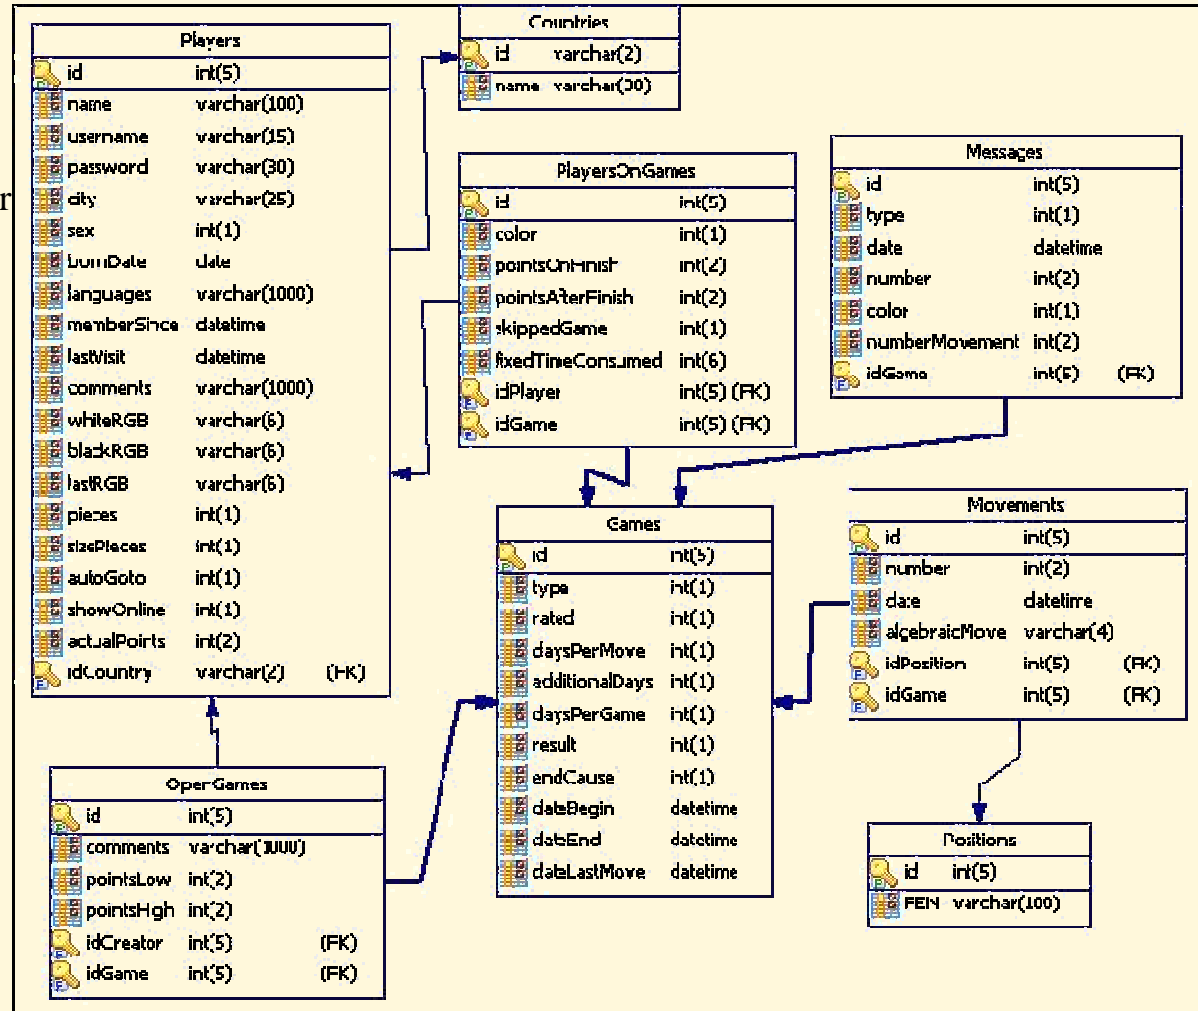 r
Players
id int(5)
name varchar(100)
username varchar(15)
password varchar(30)
city varchar(25)
sex int(1)
bornDate date
languages varchar(1000)
memberSince datetime
lastVisit datetime
comments varchar(1000)
whiteRGB varchar(6)
blackRGB varchar(6)
lastRGB varchar(6)
pieces int(1)
sizePieces int(1)
autoGoto int(1)
showOnline int(1)
actualPoints int(2)
idCountry varchar(2) (FK)
Countries
id varchar(2)
name varchar(30)
PlayersOnGames
id int(5)
color int(1)
pointsOnFinish int(2)
pointsAfterFinish int(2)
skippedGame int(1)
fixedTimeConsumed int(6)
idPlayer int(5) (FK)
idGame int(5) (FK)
Messages
id int(5)
type int(1)
date datetime
number int(2)
color int(1)
numberMovement int(2)
idGame int(5) (FK)
Games
id int(5)
type int(1)
rated int(1)
daysPerMove int(1)
additionalDays int(1)
daysPerGame int(1)
result int(1)
endCause int(1)
dateBegin datetime
dateEnd datetime
dateLastMove datetime
Movements
id int(5)
number int(2)
date datetime
algebraicMove varchar(4)
idPosition int(5) (FK)
idGame int(5) (FK)
OpenGames
id int(5)
comments varchar(1000)
pointsLow int(2)
pointsHigh int(2)
idCreator int(5) (FK)
idGame int(5) (FK)
Positions
id int(5)
FEN varchar(100)